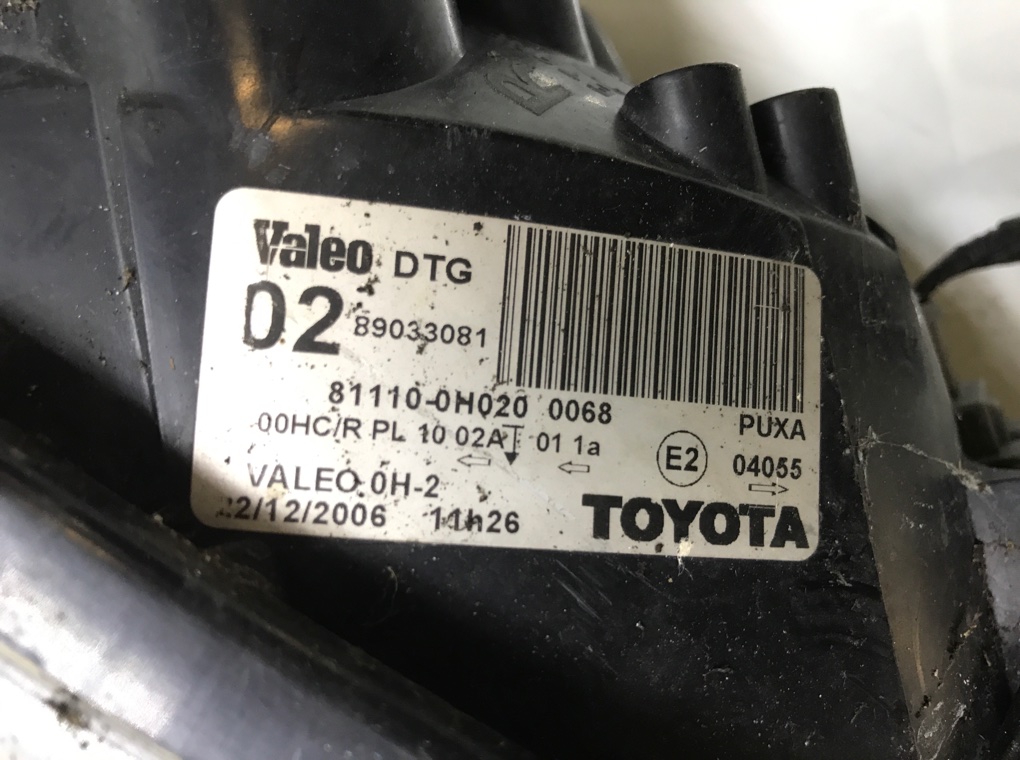 Valeo DTG
02 89033081
81110-0H020 0068
00HC/R PL 10 02A 01 1a
PUXA
E2 04055
VALEO 0H-2
22/12/2006 11h26
TOYOTA